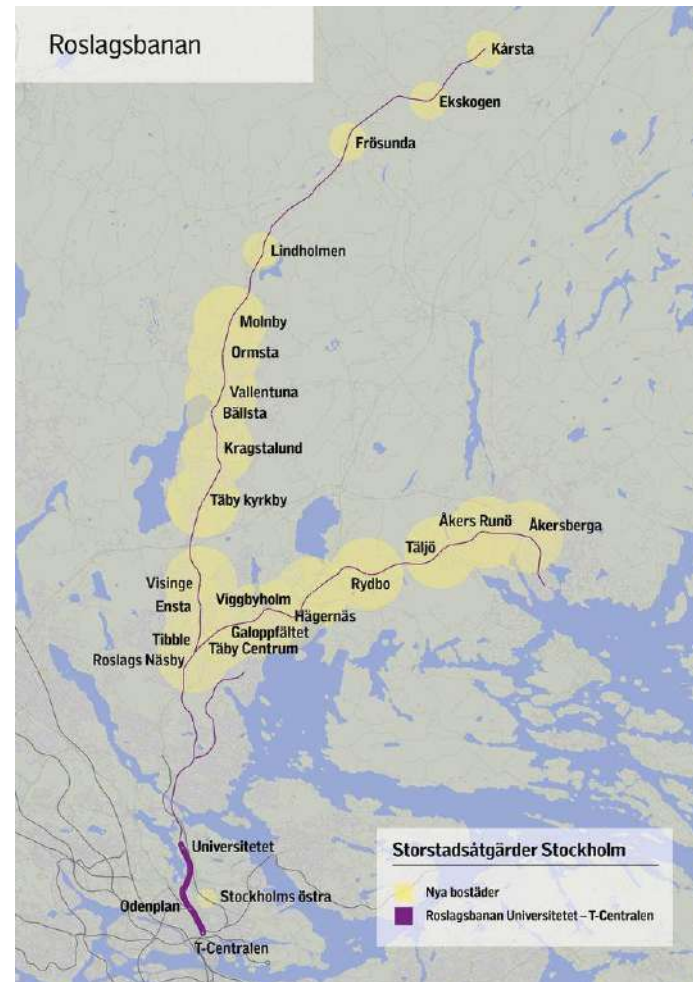 Roslagsbanan
Kårsta
Ekskogen
Frösunda
Lindholmen
Molnby
Ormsta
Vallentuna
Bällsta
Kragstalund
Täby kyrkby
Åkers Runö
Åkersberga
Täljö
Visinge
Rydbo
Ensta
Viggbyholm
Hägernäs
Tibble
Galoppfältet
Roslags Näsby
Täby Centrum
Universitetet
Stockholms östra
Odenplan
T-Centralen
Storstadsåtgärder Stockholm
Nya bostäder
Roslagsbanan Universitetet – T-Centralen